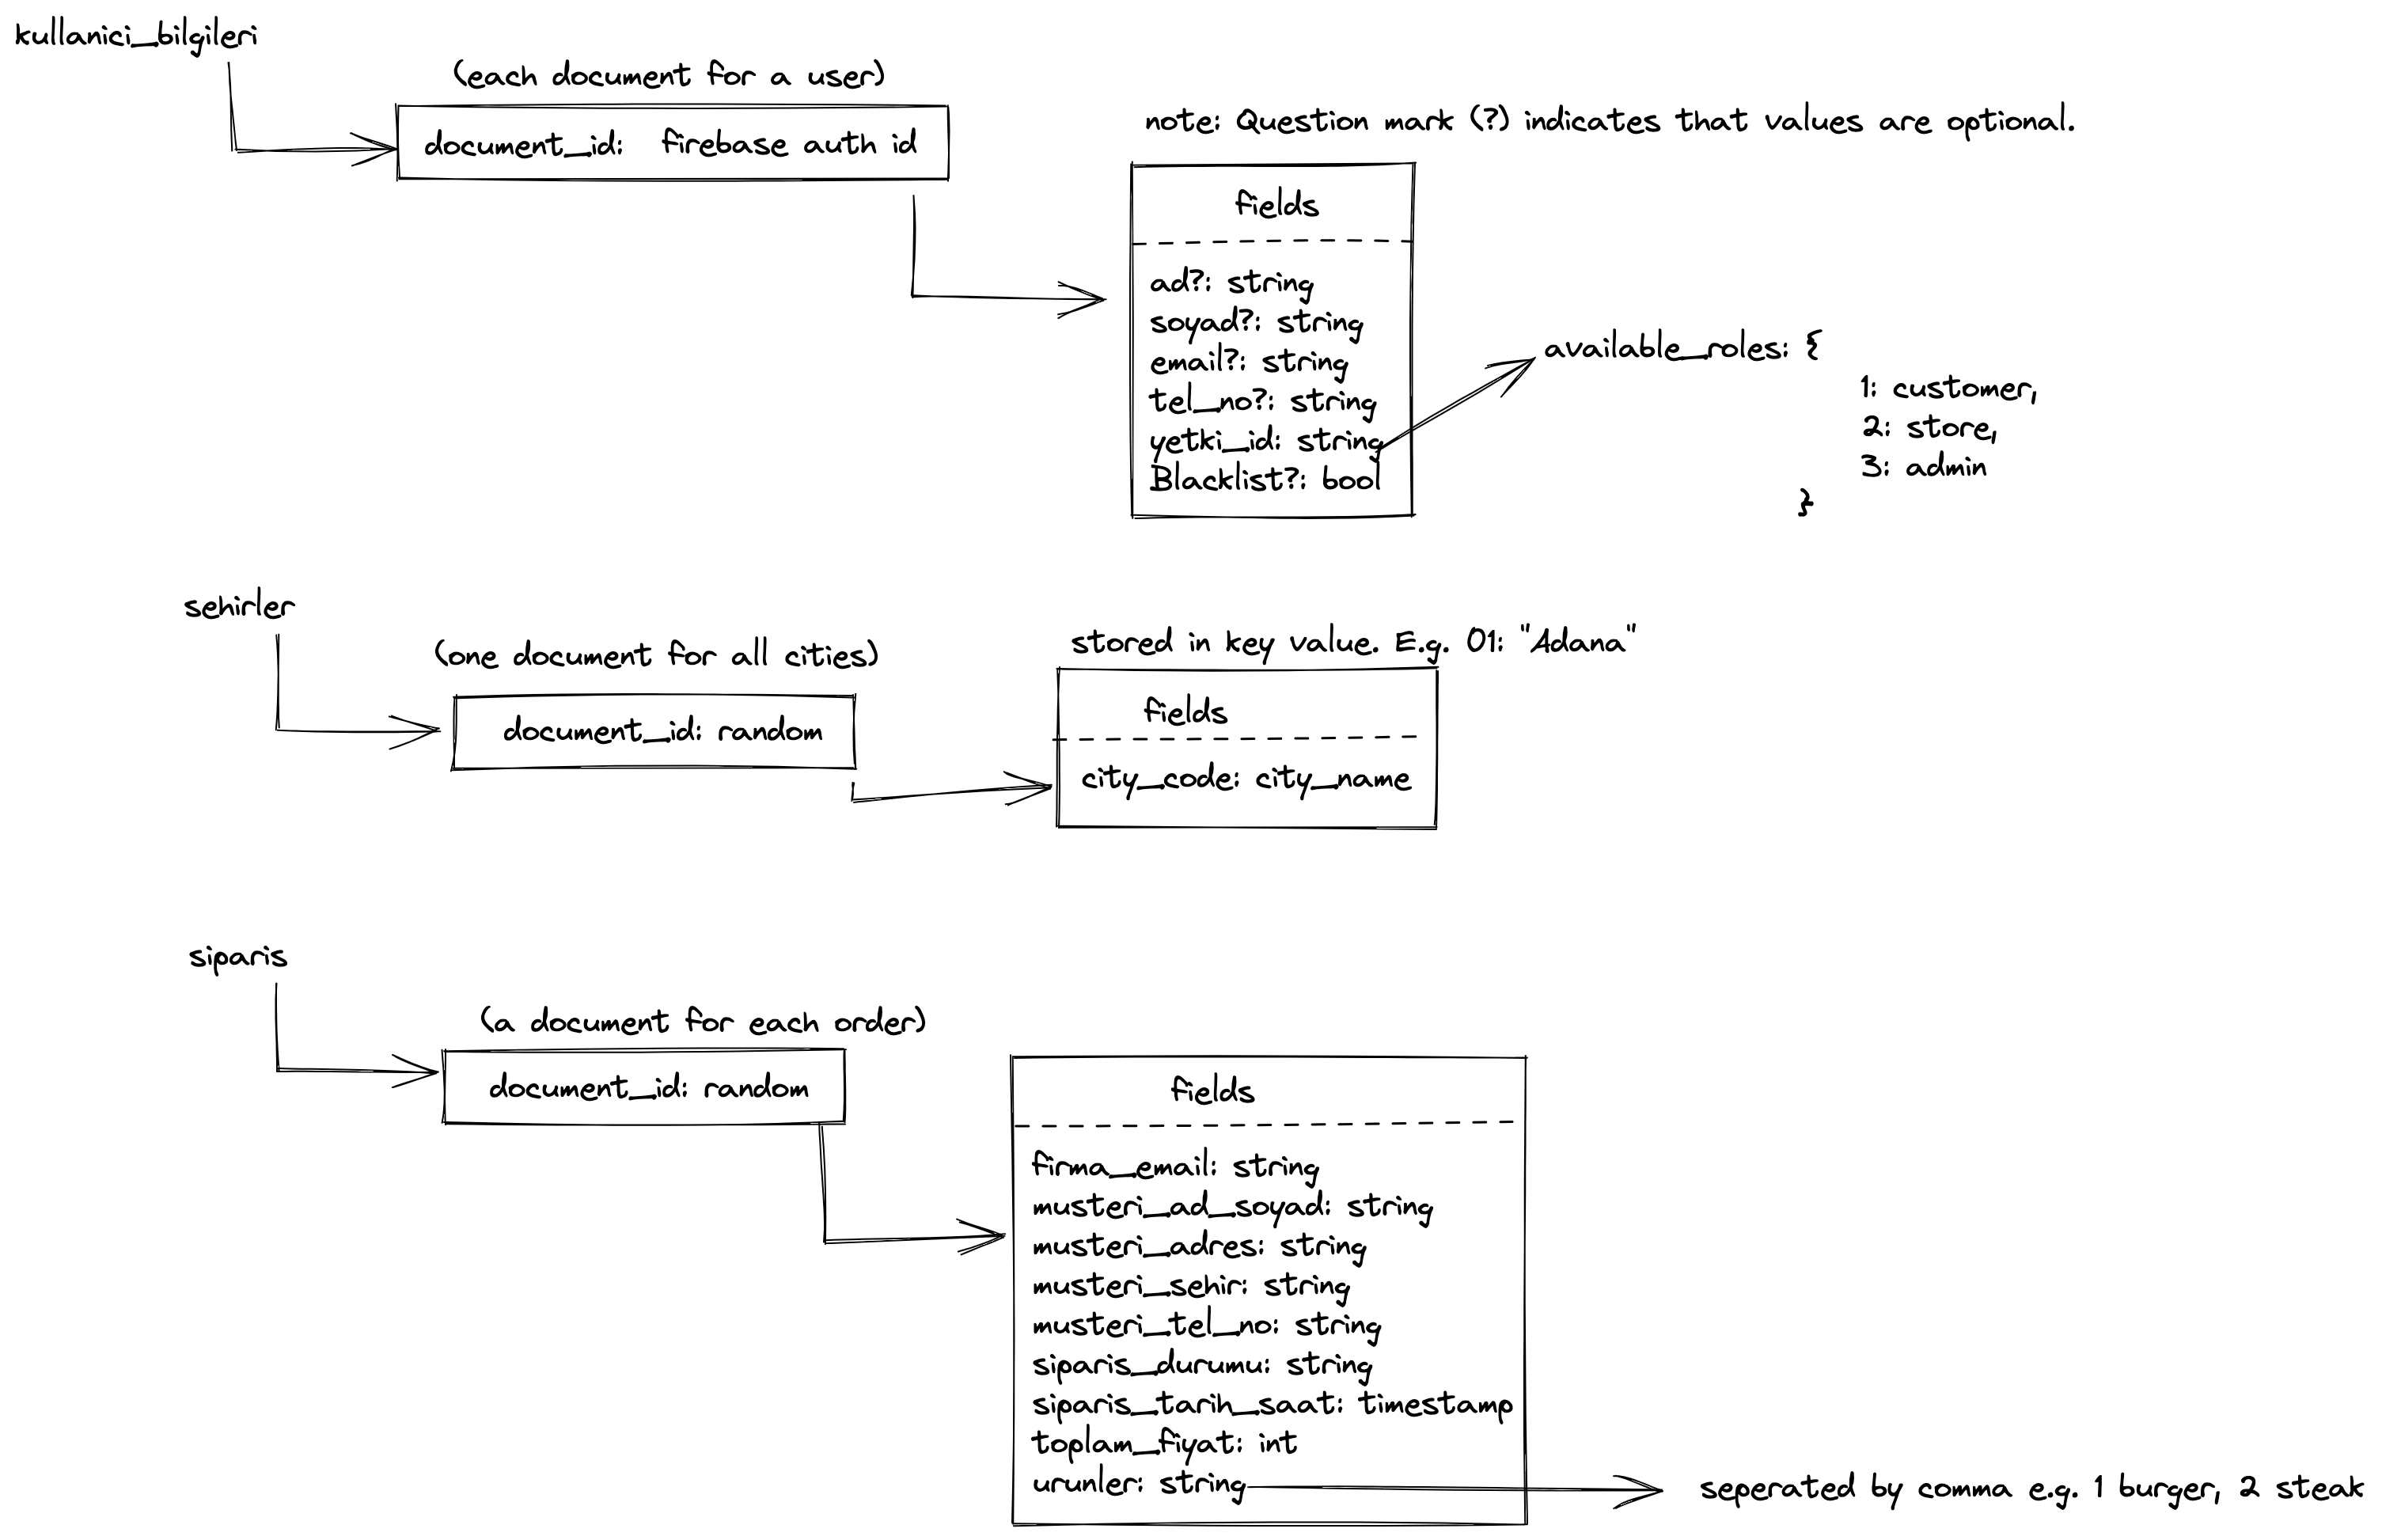 kullanici_bilgileri
(each document for a user)
document_id: firebase auth id
note: Question mark (?) indicates that values are optional.
fields
ad?: string
soyad?: string
email?: string
tel_no?: string
yetki_id: string
Blacklist?: bool
available_roles: {
1: customer,
2: store,
3: admin
}
sehirler
(one document for all cities)
document_id: random
stored in key value. E.g. 01: "Adana"
fields
city_code: city_name
siparis
(a document for each order)
document_id: random
fields
firma_email: string
musteri_ad_soyad: string
musteri_adres: string
musteri_sehir: string
musteri_tel_no: string
siparis_durumu: string
siparis_tarih_saat: timestamp
toplam_fiyat: int
urunler: string
seperated by comma e.g. 1 burger, 2 steak